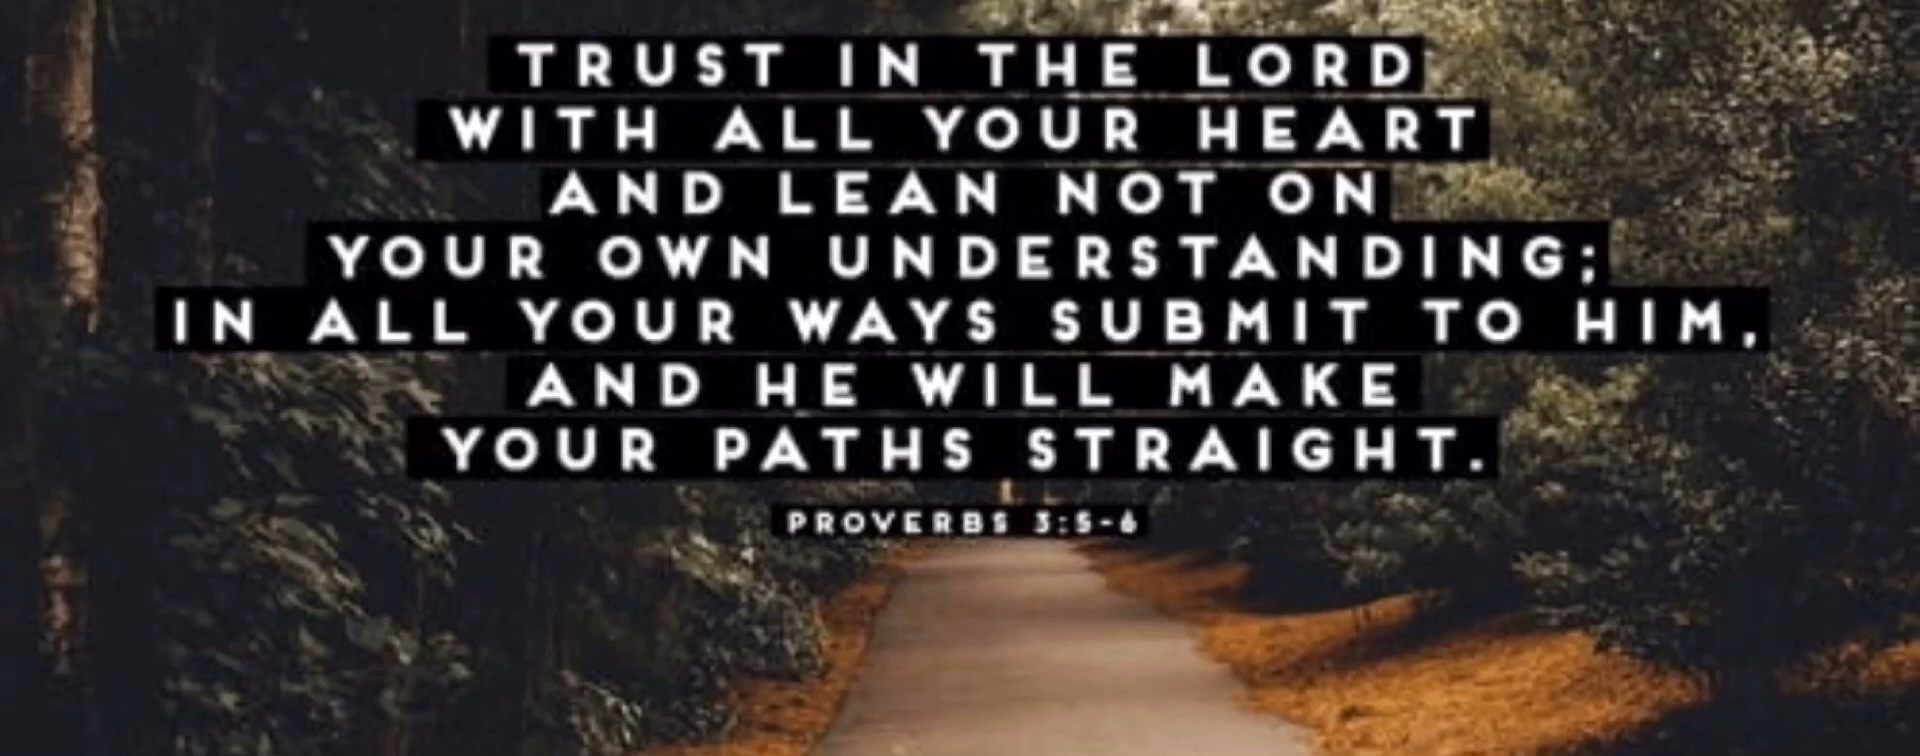 TRUST IN THE LORD
WITH ALL YOUR HEART
AND LEAN NOT ON
YOUR OWN UNDERSTANDING;
IN ALL YOUR WAYS SUBMIT TO HIM,
AND HE WILL MAKE
YOUR PATHS STRAIGHT.
PROVERBS 3:5-6